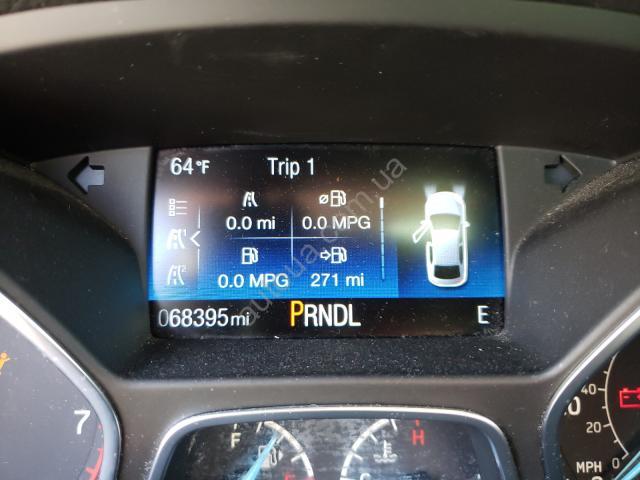 64°F Trip 1
0.0 mi 0.0 MPG
0.0 MPG 271 mi
068395mi PRNDL E
7 F H 40
20
MPH 0